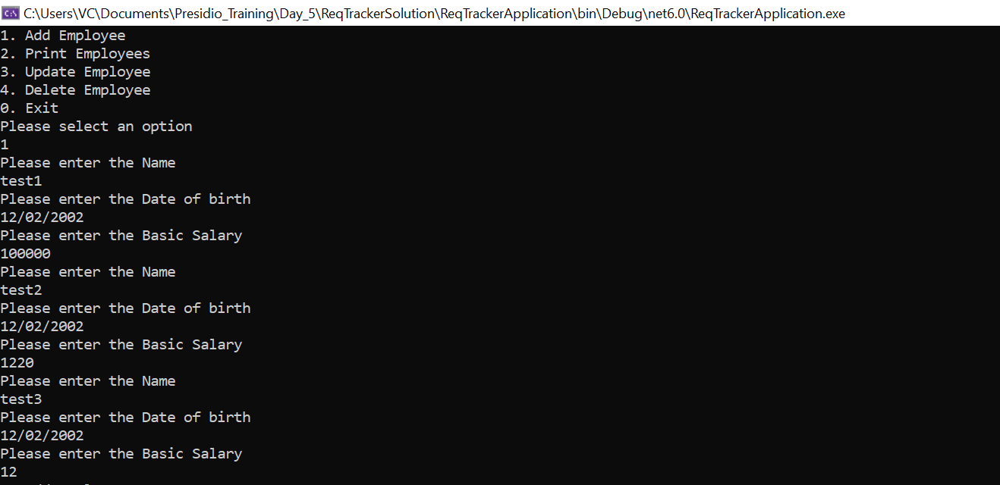 C:\Users\VC\Documents\Presidio_Training\Day_5\ReqTrackerSolution\ReqTrackerApplication\bin\Debug\net6.0\ReqTrackerApplication.exe
1. Add Employee
2. Print Employees
3. Update Employee
4. Delete Employee
0. Exit
Please select an option
1
Please enter the Name
test1
Please enter the Date of birth
12/02/2002
Please enter the Basic Salary
100000
Please enter the Name
test2
Please enter the Date of birth
12/02/2002
Please enter the Basic Salary
1220
Please enter the Name
test3
Please enter the Date of birth
12/02/2002
Please enter the Basic Salary
12